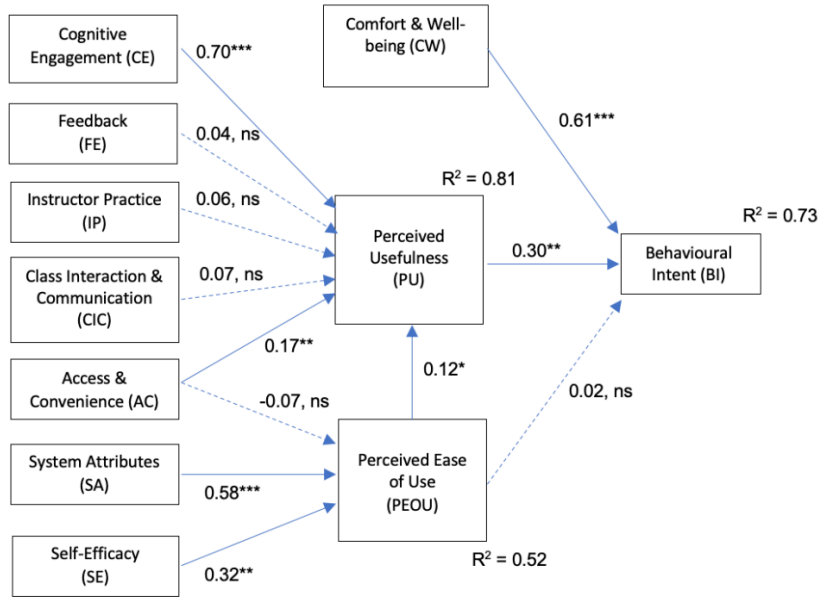 Cognitive
Engagement (CE)
0.70***
Comfort & Well-
being (CW)
0.61***
Feedback
(FE)
0.04, ns
R² = 0.81
Instructor Practice
(IP)
0.06, ns
Perceived
Usefulness
(PU)
0.30**
R² = 0.73
Behavioural
Intent (BI)
Class Interaction &
Communication
(CIC)
0.07, ns
0.17**
Access &
Convenience (AC)
-0.07, ns
0.12*
0.02, ns
System Attributes
(SA)
0.58***
Perceived Ease
of Use
(PEOU)
R² = 0.52
Self-Efficacy
(SE)
0.32**